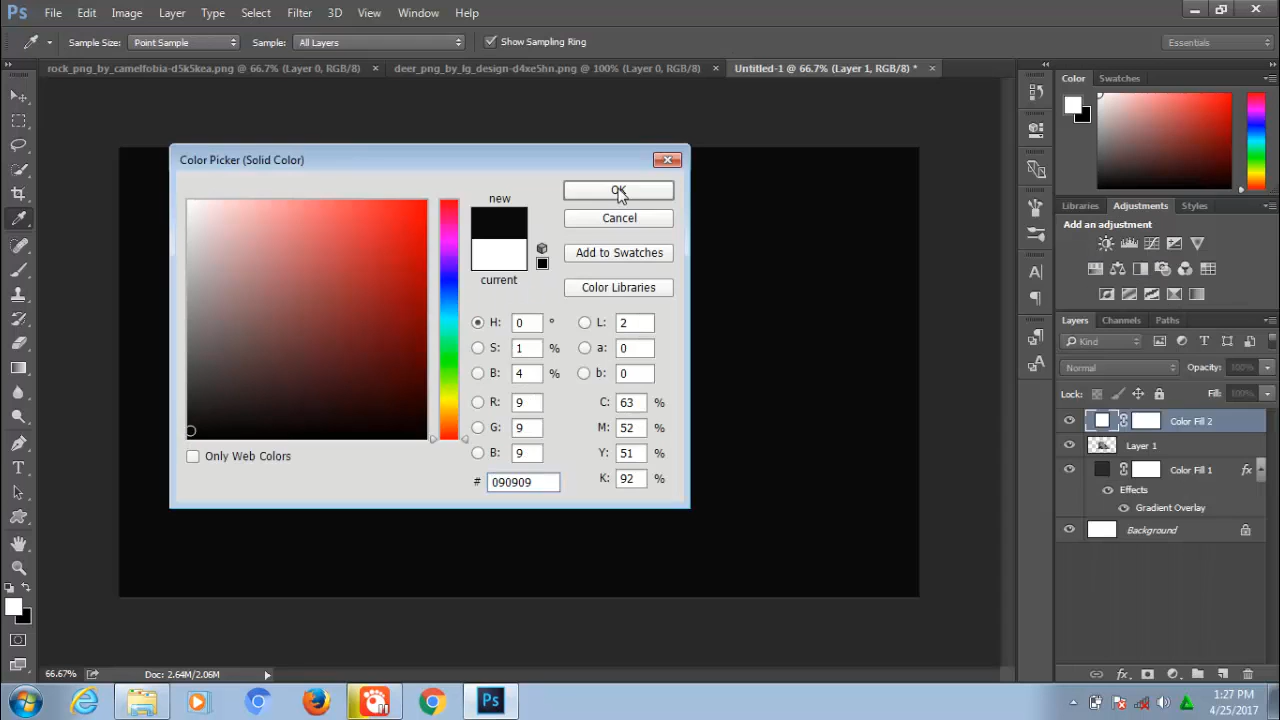 Ps File Edit Image Layer Type Select Filter 3D View Window Help
Sample Size: Point Sample Sample: All Layers Show Sampling Ring Essentials
rock_png_by_camelfobia-d5k5kea.png @ 66.7% (Layer 0, RGB/8) × deer_png_by_lg_design-d4xe5hn.png @ 100% (Layer 0, RGB/8) × Untitled-1 @ 66.7% (Layer 1, RGB/8) * ×
Color Swatches
Color Picker (Solid Color)
new
OK
current
Cancel
Add to Swatches
Color Libraries
H: 0 ° L: 2
S: 1 % a: 0
B: 4 % b: 0
R: 9 C: 63 %
G: 9 M: 52 %
B: 9 Y: 51 %
# 090909 K: 92 %
Only Web Colors
Libraries Adjustments Styles
Add an adjustment
Layers Channels Paths
Kind
Normal Opacity: 100%
Lock: Fill: 100%
Color Fill 2
Layer 1
Color Fill 1 fx
Effects
Gradient Overlay
Background
66.67% Doc: 2.64M/2.06M
fx
Ps
1:27 PM
4/25/2017